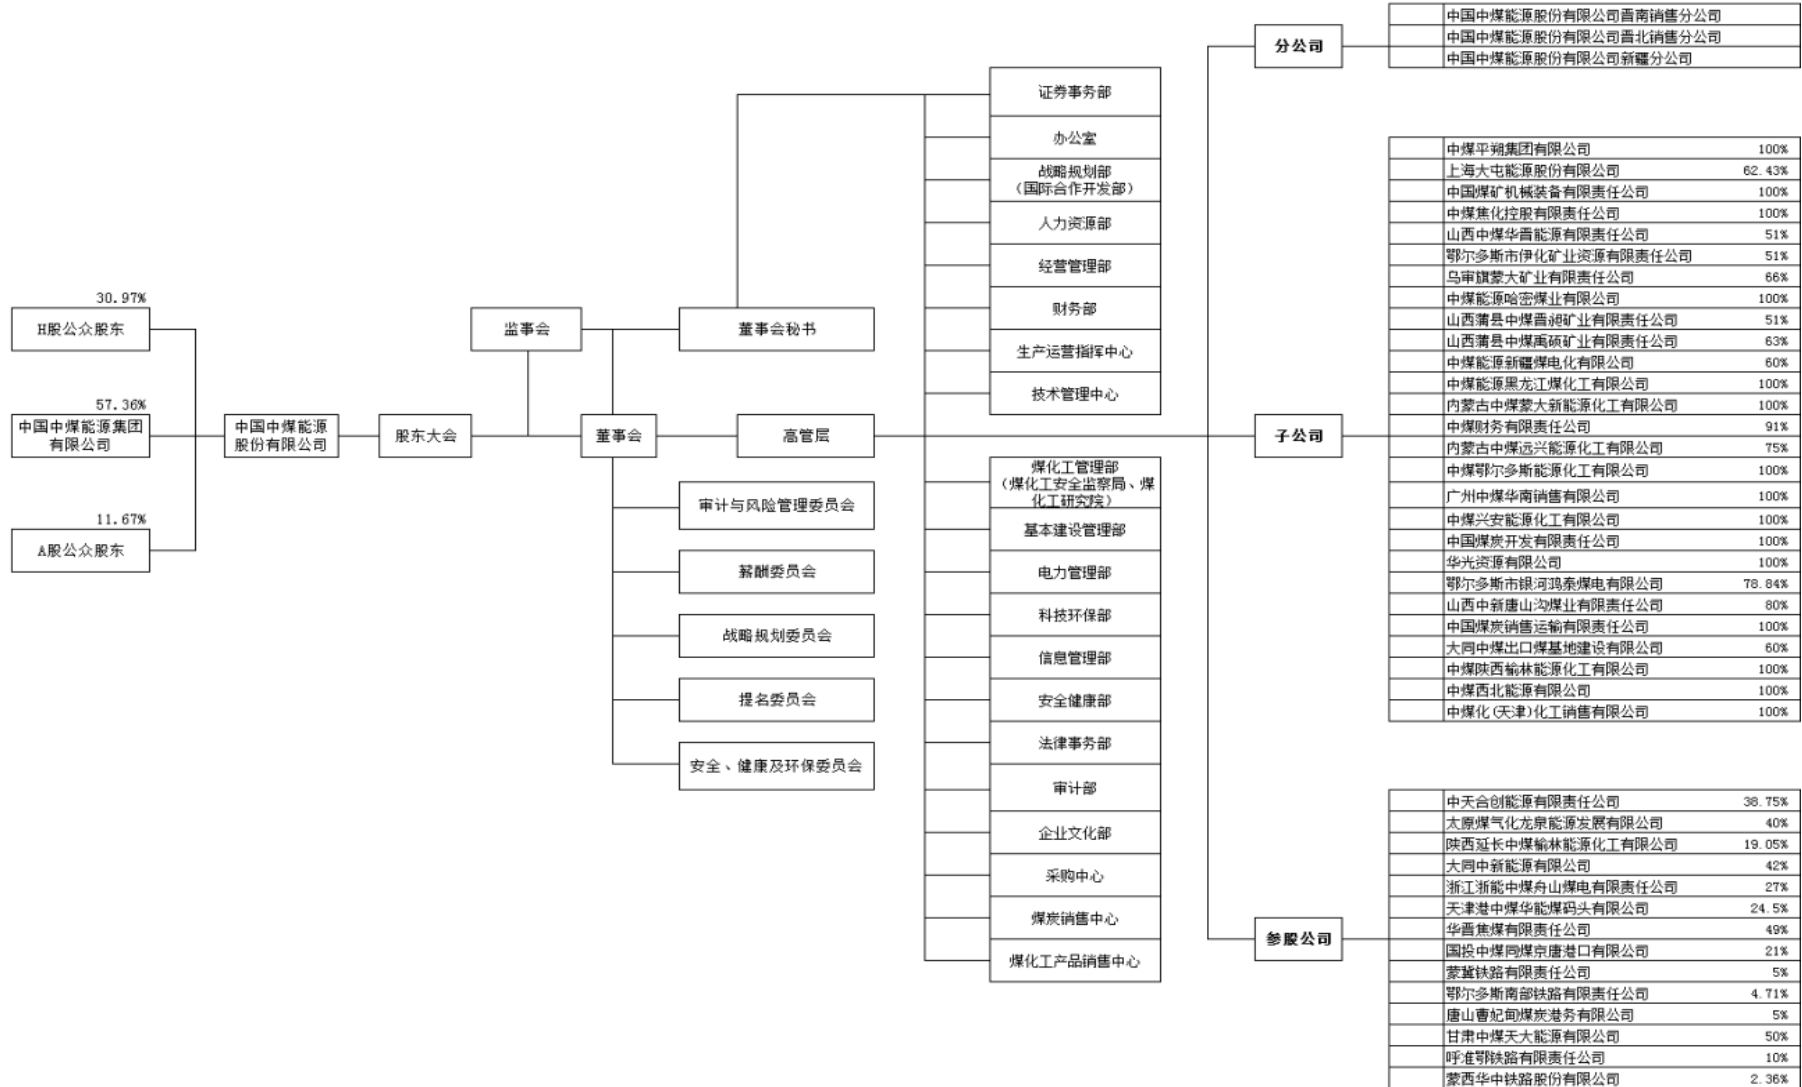 30.97%
H股公众股东
57.36%
中国中煤能源集团
有限公司
11.67%
A股公众股东
中国中煤能源
股份有限公司
股东大会
监事会
董事会
董事会秘书
高管层
审计与风险管理委员会
薪酬委员会
战略规划委员会
提名委员会
安全、健康及环保委员会
证券事务部
办公室
战略规划部
（国际合作开发部）
人力资源部
经营管理部
财务部
生产运营指挥中心
技术管理中心
煤化工管理部
（煤化工安全监察局、煤
化工研究院）
基本建设管理部
电力管理部
科技环保部
信息管理部
安全健康部
法律事务部
审计部
企业文化部
采购中心
煤炭销售中心
煤化工产品销售中心
分公司
中国中煤能源股份有限公司晋南销售分公司
中国中煤能源股份有限公司晋北销售分公司
中国中煤能源股份有限公司新疆分公司
子公司
中煤平朔集团有限公司 100%
上海大屯能源股份有限公司 62.43%
中国煤矿机械装备有限责任公司 100%
中煤焦化控股有限责任公司 100%
山西中煤华晋能源有限责任公司 51%
鄂尔多斯市伊化矿业资源有限责任公司 51%
乌审旗蒙大矿业有限责任公司 66%
中煤能源哈密煤业有限公司 100%
山西蒲县中煤晋昶矿业有限责任公司 51%
山西蒲县中煤禹硕矿业有限责任公司 63%
中煤能源新疆煤电化有限公司 60%
中煤能源黑龙江煤化工有限公司 100%
内蒙古中煤蒙大新能源化工有限公司 100%
中煤财务有限责任公司 91%
内蒙古中煤远兴能源化工有限公司 75%
中煤鄂尔多斯能源化工有限公司 100%
广州中煤华南销售有限公司 100%
中煤兴安能源化工有限公司 100%
中国煤炭开发有限责任公司 100%
华光资源有限公司 100%
鄂尔多斯市银河鸿泰煤电有限公司 78.84%
山西中新唐山沟煤业有限责任公司 80%
中国煤炭销售运输有限责任公司 100%
大同中煤出口煤基地建设有限公司 60%
中煤陕西榆林能源化工有限公司 100%
中煤西北能源有限公司 100%
中煤化(天津)化工销售有限公司 100%
参股公司
中天合创能源有限责任公司 38.75%
太原煤气化龙泉能源发展有限公司 40%
陕西延长中煤榆林能源化工有限公司 19.05%
大同中新能源有限公司 42%
浙江浙能中煤舟山煤电有限责任公司 27%
天津港中煤华能煤码头有限公司 24.5%
华晋焦煤有限责任公司 49%
国投中煤同煤京唐港口有限公司 21%
蒙冀铁路有限责任公司 5%
鄂尔多斯南部铁路有限责任公司 4.71%
唐山曹妃甸煤炭港务有限公司 5%
甘肃中煤天大能源有限公司 50%
呼准鄂铁路有限责任公司 10%
蒙西华中铁路股份有限公司 2.36%